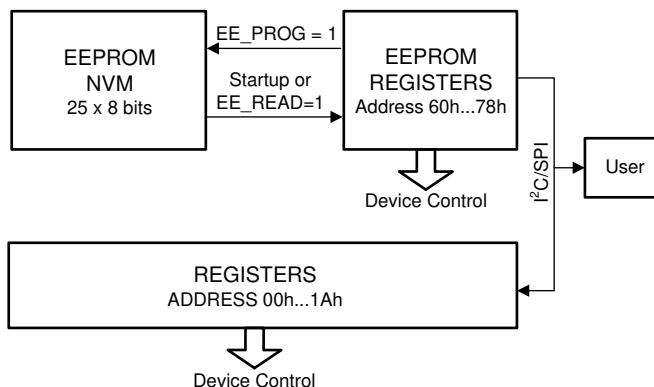 EEPROM
NVM
25 x 8 bits
EE_PROG = 1
Startup or
EE_READ=1
EEPROM
REGISTERS
Address 60h...78h
Device Control
I²C/SPI
User
REGISTERS
ADDRESS 00h...1Ah
Device Control